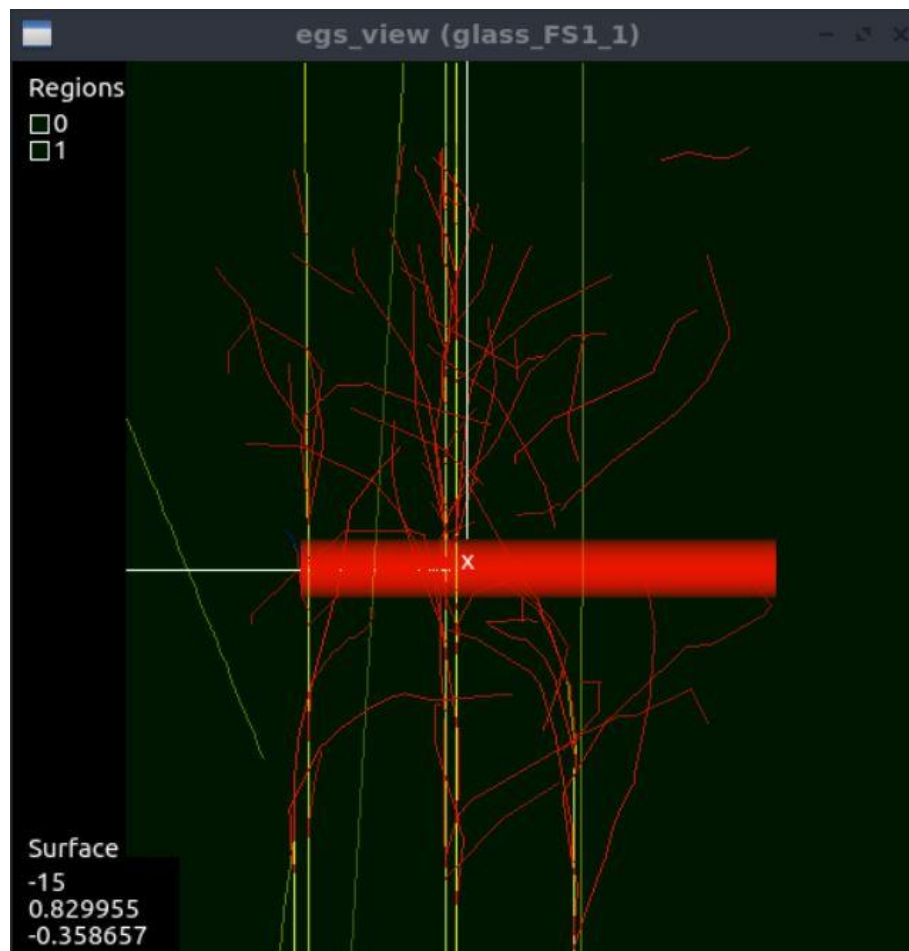 egs_view (glass_FS1_1)
Regions
0
1
x
Surface
-15
0.829955
-0.358657